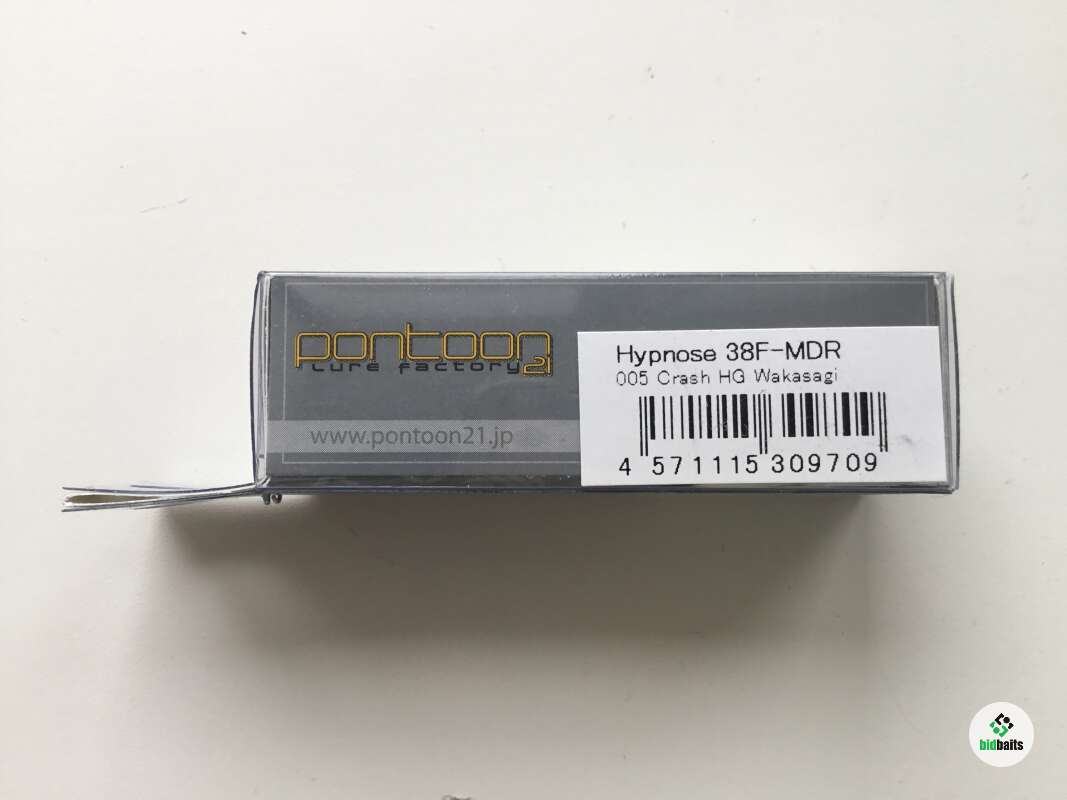 pontoon21
Lure factory
www.pontoon21.jp
Hypnose 38F-MDR
005 Crash HG Wakasagi
4 571115 309709
bidbaits